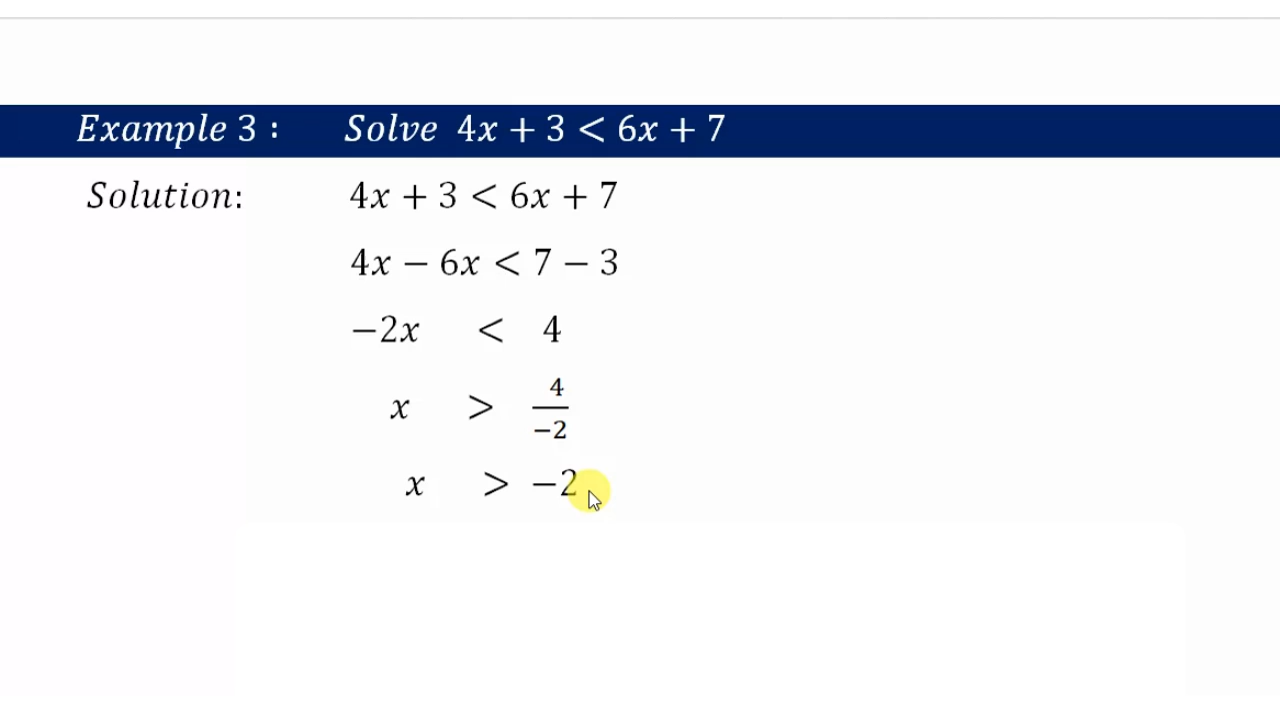 Example 3 : Solve 4x + 3 < 6x + 7
Solution: 4x + 3 < 6x + 7
4x − 6x < 7 − 3
−2x < 4
x > 4/−2
x > −2